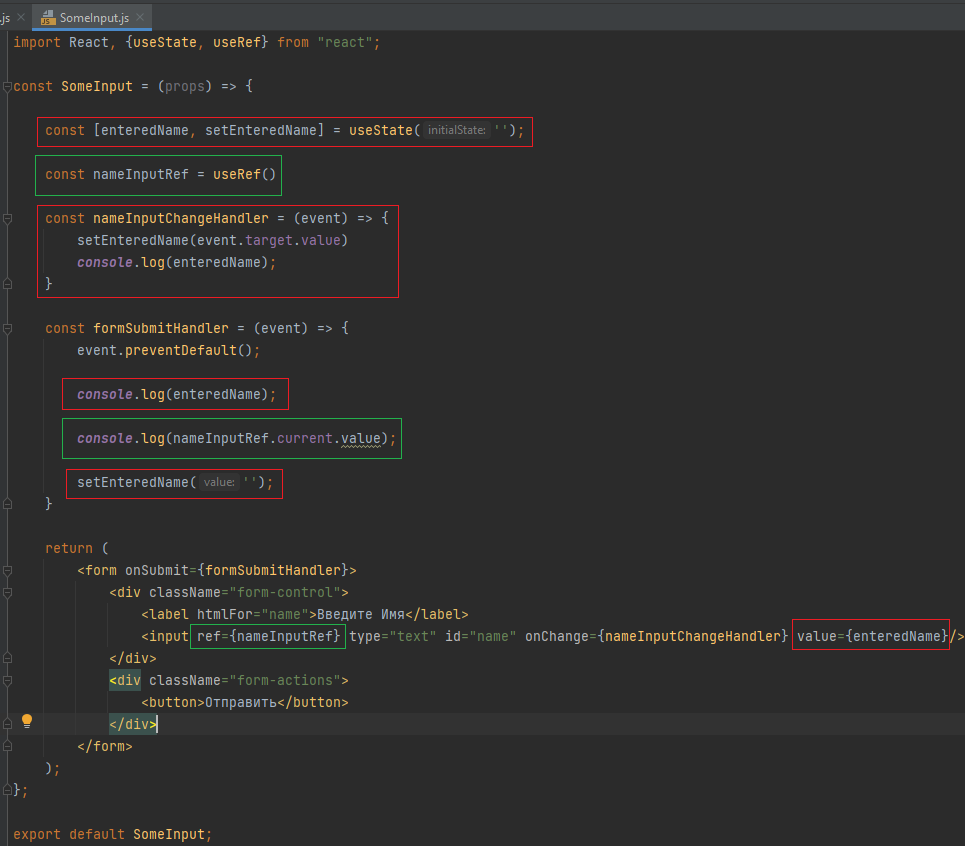 .js
JS SomeInput.js
import React, {useState, useRef} from "react";
const SomeInput = (props) => {
const [enteredName, setEnteredName] = useState( initialState: '');
const nameInputRef = useRef()
const nameInputChangeHandler = (event) => {
setEnteredName(event.target.value)
console.log(enteredName);
}
const formSubmitHandler = (event) => {
event.preventDefault();
console.log(enteredName);
console.log(nameInputRef.current.value);
setEnteredName( value: '');
}
return (
<form onSubmit={formSubmitHandler}>
<div className="form-control">
<label htmlFor="name">Введите Имя</label>
<input ref={nameInputRef} type="text" id="name" onChange={nameInputChangeHandler} value={enteredName}/>
</div>
<div className="form-actions">
<button>Отправить</button>
</div>
</form>
);
};
export default SomeInput;